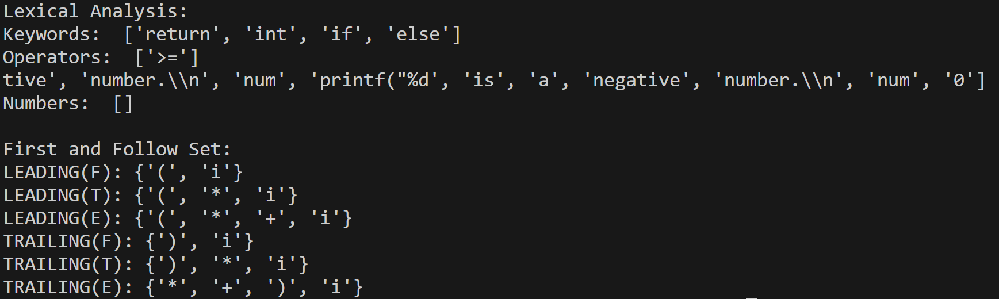 Lexical Analysis:
Keywords:  ['return', 'int', 'if', 'else']
Operators:  ['>=']
tive', 'number.\\n', 'num', 'printf("%d', 'is', 'a', 'negative', 'number.\\n', 'num', '0']
Numbers:  []

First and Follow Set:
LEADING(F): {'(', 'i'}
LEADING(T): {'(', '*', 'i'}
LEADING(E): {'(', '*', '+', 'i'}
TRAILING(F): {')', 'i'}
TRAILING(T): {')', '*', 'i'}
TRAILING(E): {'*', '+', ')', 'i'}